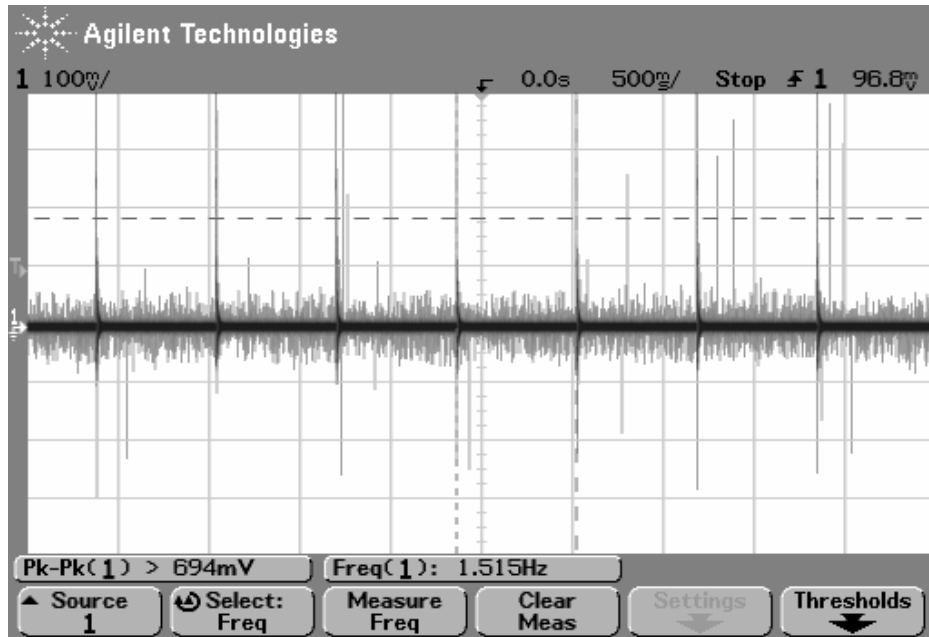 Agilent Technologies
1 100mV/ 0.0s 500ms/ Stop 1 96.8mV
T
1
Pk-Pk(1) > 694mV Freq(1): 1.515Hz
Source Select: Measure Clear Settings Thresholds
1 Freq Freq Meas